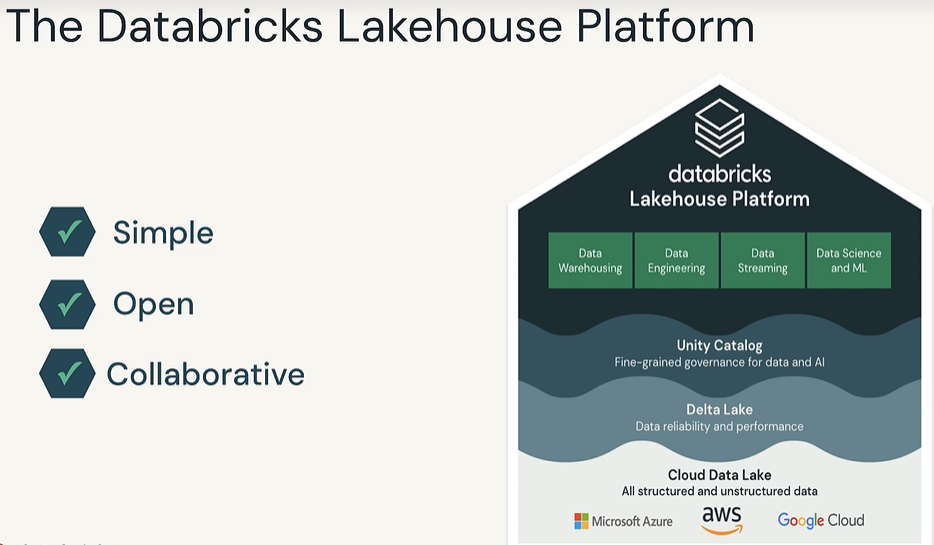 The Databricks Lakehouse Platform
Simple
Open
Collaborative
databricks
Lakehouse Platform
Data
Warehousing
Data
Engineering
Data
Streaming
Data Science
and ML
Unity Catalog
Fine-grained governance for data and AI
Delta Lake
Data reliability and performance
Cloud Data Lake
All structured and unstructured data
Microsoft Azure
aws
Google Cloud